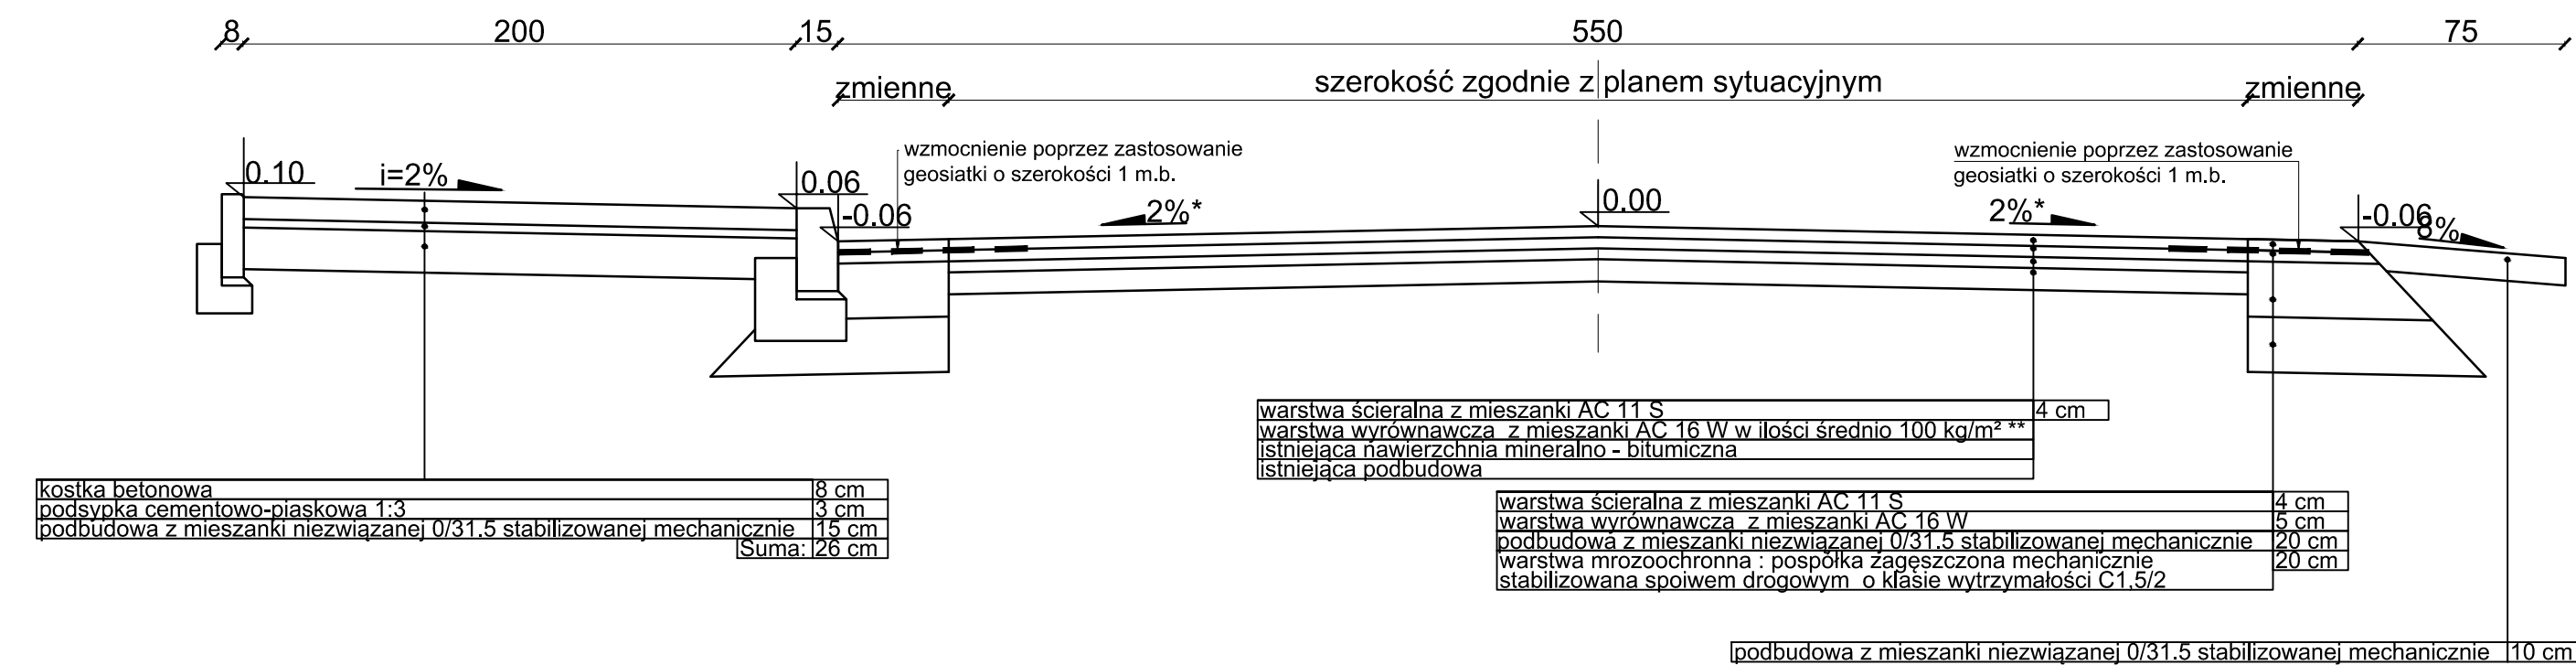 8 200 15 550 75
zmienne szerokość zgodnie z planem sytuacyjnym zmienne
wzmocnienie poprzez zastosowanie
geosiatki o szerokości 1 m.b.
wzmocnienie poprzez zastosowanie
geosiatki o szerokości 1 m.b.
0.10 i=2% 0.06 -0.06 2%* 0.00 2%* -0.06 8%
warstwa ścieralna z mieszanki AC 11 S 4 cm
warstwa wyrównawcza z mieszanki AC 16 W w ilości średnio 100 kg/m² **
istniejąca nawierzchnia mineralno - bitumiczna
istniejąca podbudowa
kostka betonowa 8 cm
podsypka cementowo-piaskowa 1:3 3 cm
podbudowa z mieszanki niezwiązanej 0/31.5 stabilizowanej mechanicznie 15 cm
Suma: 26 cm
warstwa ścieralna z mieszanki AC 11 S 4 cm
warstwa wyrównawcza z mieszanki AC 16 W 5 cm
podbudowa z mieszanki niezwiązanej 0/31.5 stabilizowanej mechanicznie 20 cm
warstwa mrozoochronna : pospółka zagęszczona mechanicznie 20 cm
stabilizowana spoiwem drogowym o klasie wytrzymałości C1,5/2
podbudowa z mieszanki niezwiązanej 0/31.5 stabilizowanej mechanicznie 10 cm